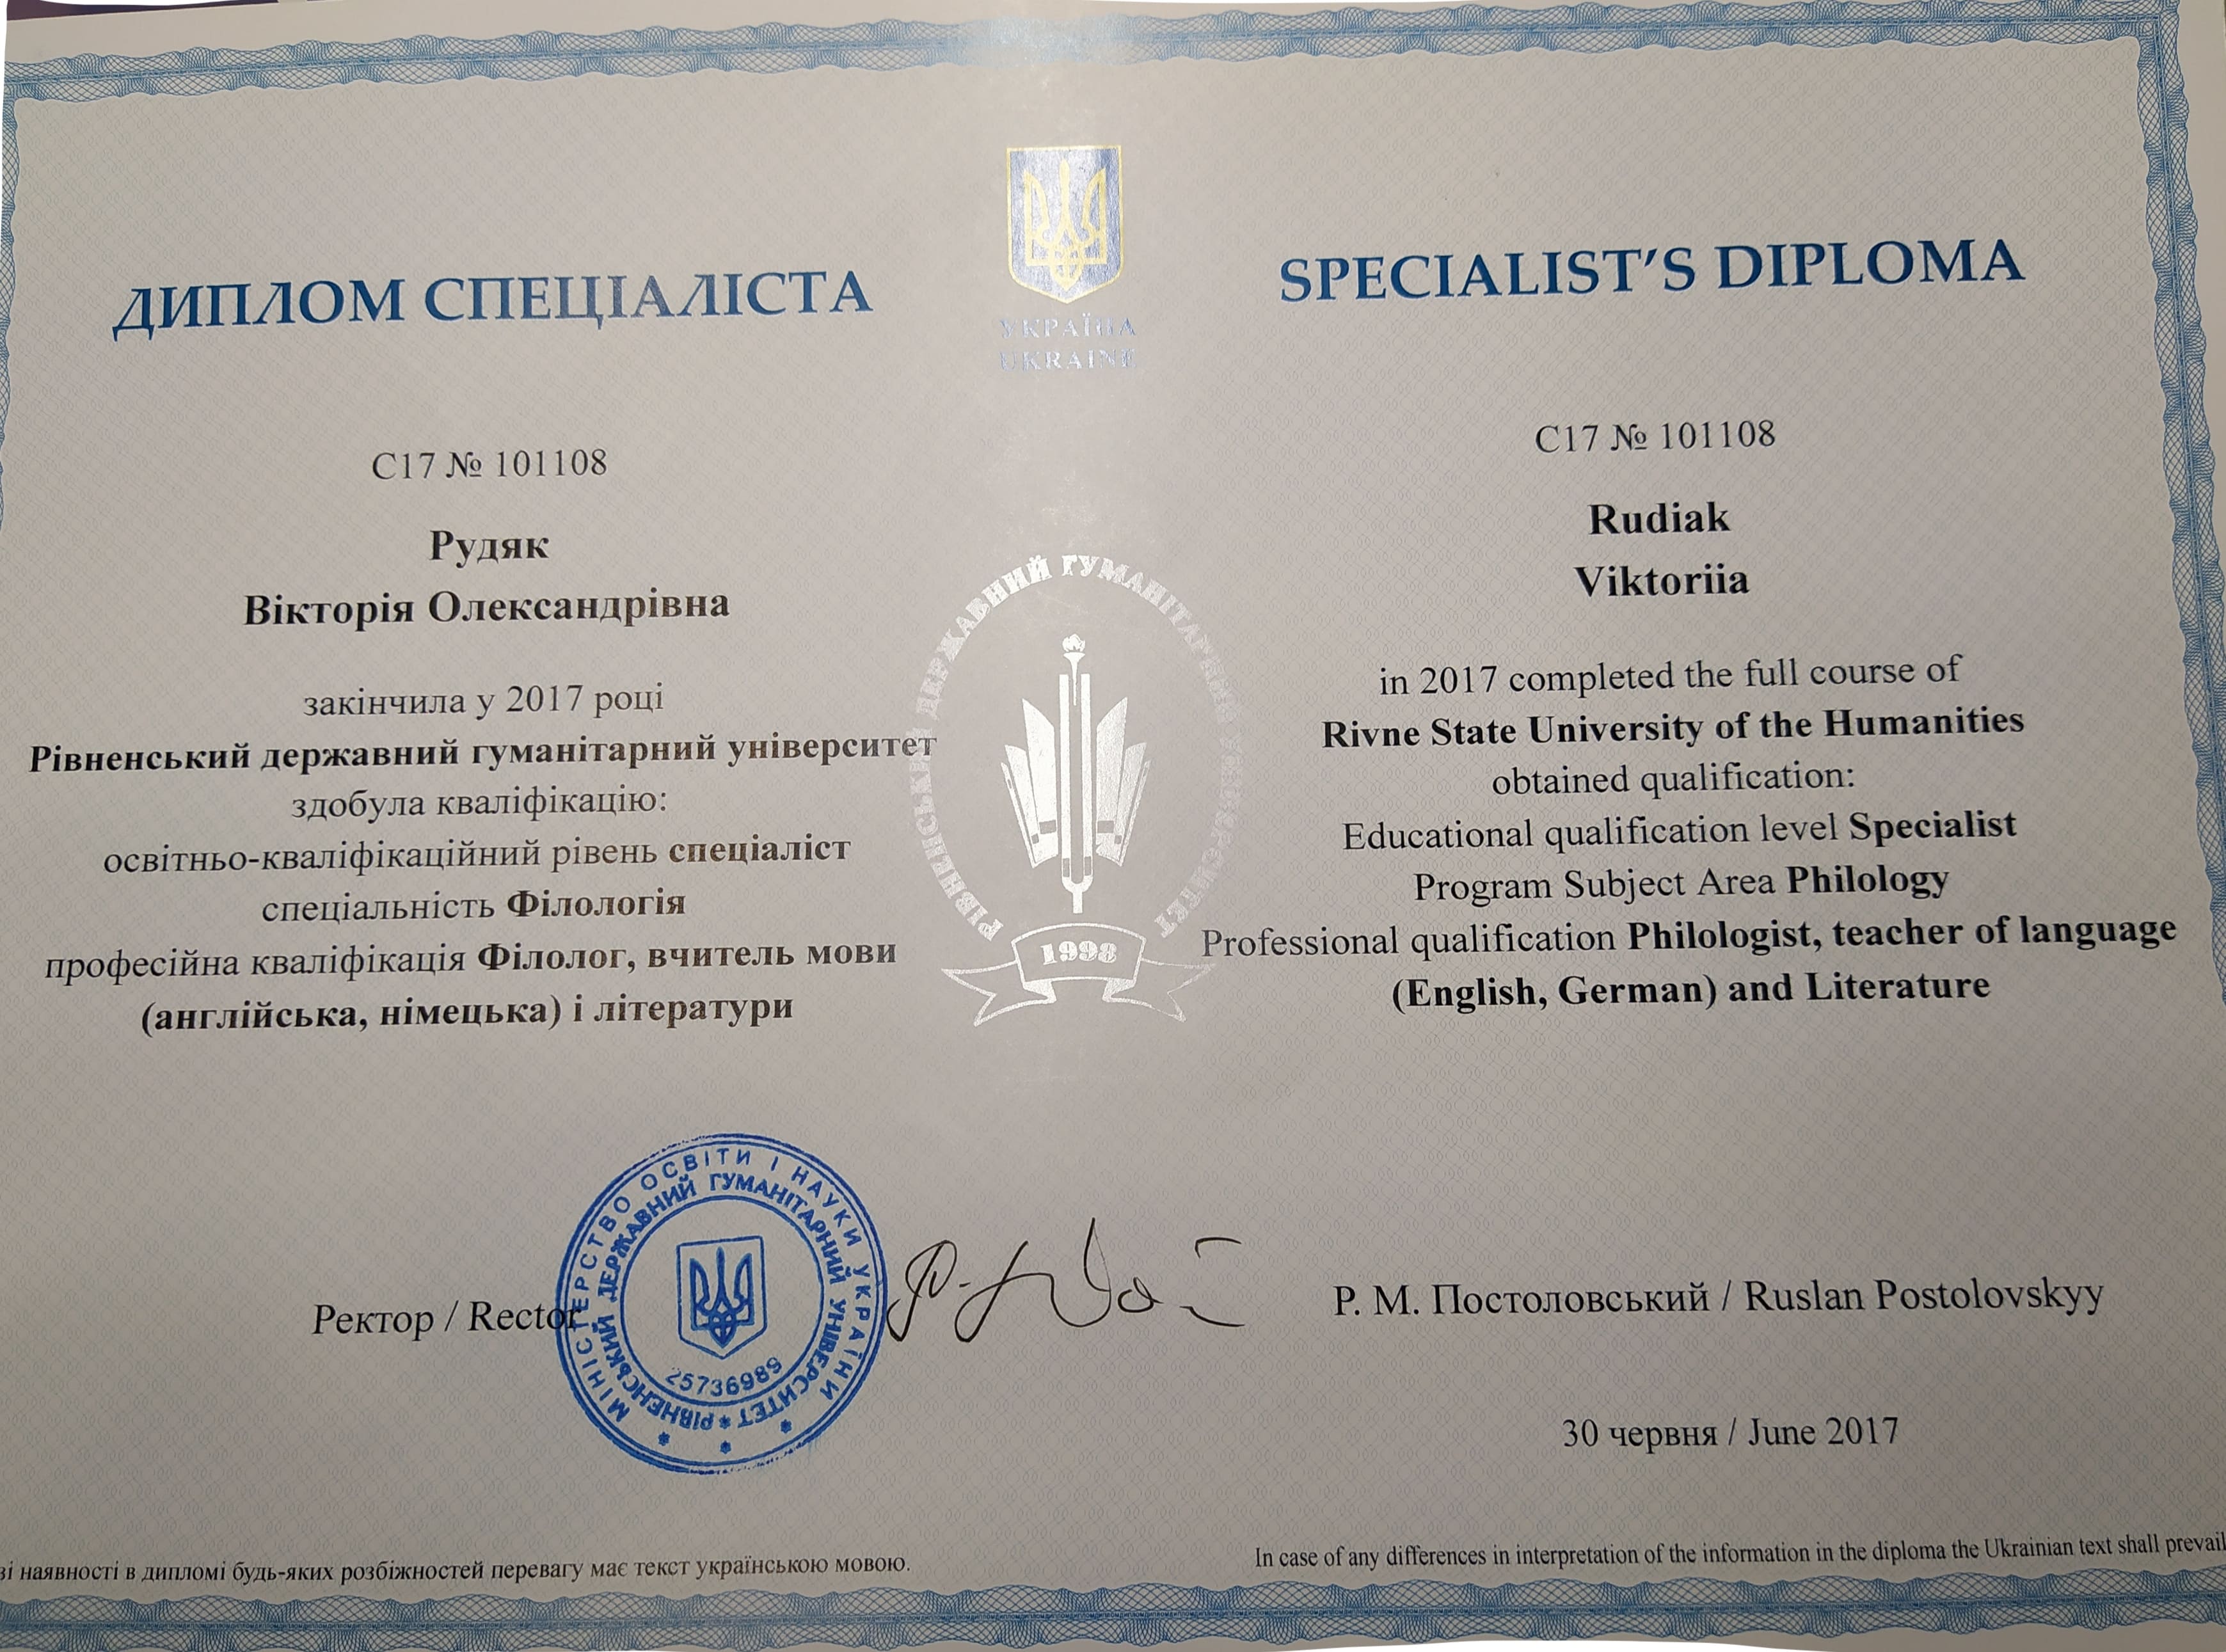 УКРАЇНА
UKRAINE
ДИПЛОМ СПЕЦІАЛІСТА
С17 № 101108
Рудяк
Вікторія Олександрівна
закінчила у 2017 році
Рівненський державний гуманітарний університет
здобула кваліфікацію:
освітньо-кваліфікаційний рівень спеціаліст
спеціальність Філологія
професійна кваліфікація Філолог, вчитель мови
(англійська, німецька) і літератури
SPECIALIST'S DIPLOMA
С17 № 101108
Rudiak
Viktoriia
in 2017 completed the full course of
Rivne State University of the Humanities
obtained qualification:
Educational qualification level Specialist
Program Subject Area Philology
Professional qualification Philologist, teacher of language
(English, German) and Literature
РІВНЕНСЬКИЙ ДЕРЖАВНИЙ ГУМАНІТАРНИЙ УНІВЕРСИТЕТ
1998
Ректор / Rector
МІНІСТЕРСТВО ОСВІТИ І НАУКИ УКРАЇНИ
РІВНЕНСЬКИЙ ДЕРЖАВНИЙ ГУМАНІТАРНИЙ УНІВЕРСИТЕТ
25736989
Р. М. Постоловський / Ruslan Postolovskyy
30 червня / June 2017
зі наявності в дипломі будь-яких розбіжностей перевагу має текст українською мовою.
In case of any differences in interpretation of the information in the diploma the Ukrainian text shall prevail